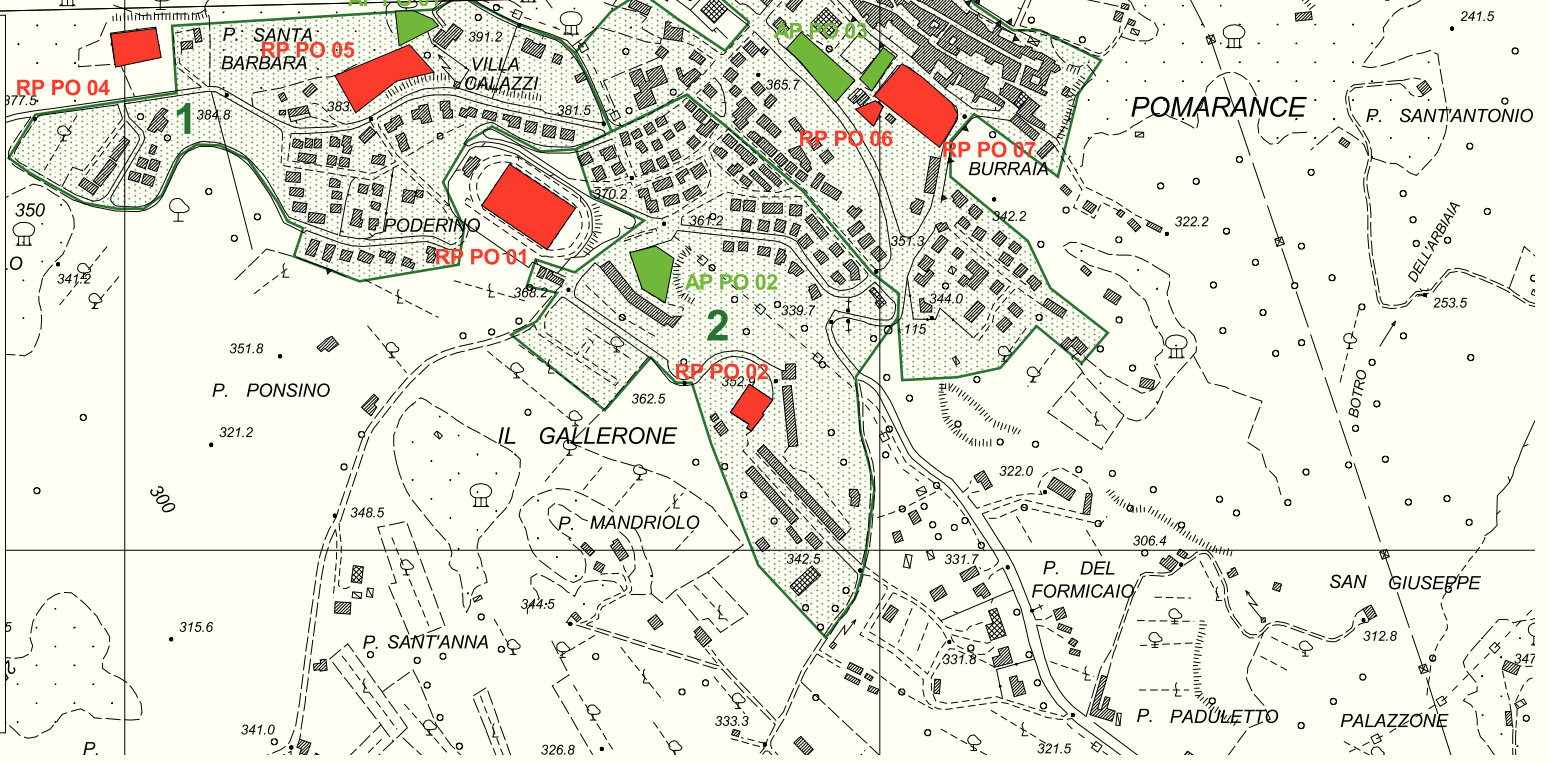 P. SANTA
BARBARA
RP PO 05
RP PO 04
391.2
VILLA
CALAZZI
AP PO 03
365.7
241.5
377.5
1
384.8
381.5
POMARANCE
P. SANT'ANTONIO
RP PO 06
RP PO 07
BURRAIA
350
370.2
361.2
342.2
322.2
PODERINO
RP PO 01
351.3
DELL'ARBIAIA
341.2
368.2
AP PO 02
344.0
253.5
339.7
2
115
351.8
RP PO 02
352.9
P. PONSINO
362.5
BOTRO
321.2
IL GALLERONE
322.0
300
348.5
P. MANDRIOLO
342.5
331.7
306.4
P. DEL
FORMICAIO
SAN GIUSEPPE
344.5
315.6
312.8
P. SANT'ANNA
331.8
347
341.0
333.3
326.8
321.5
P. PADULETTO
PALAZZONE
P.